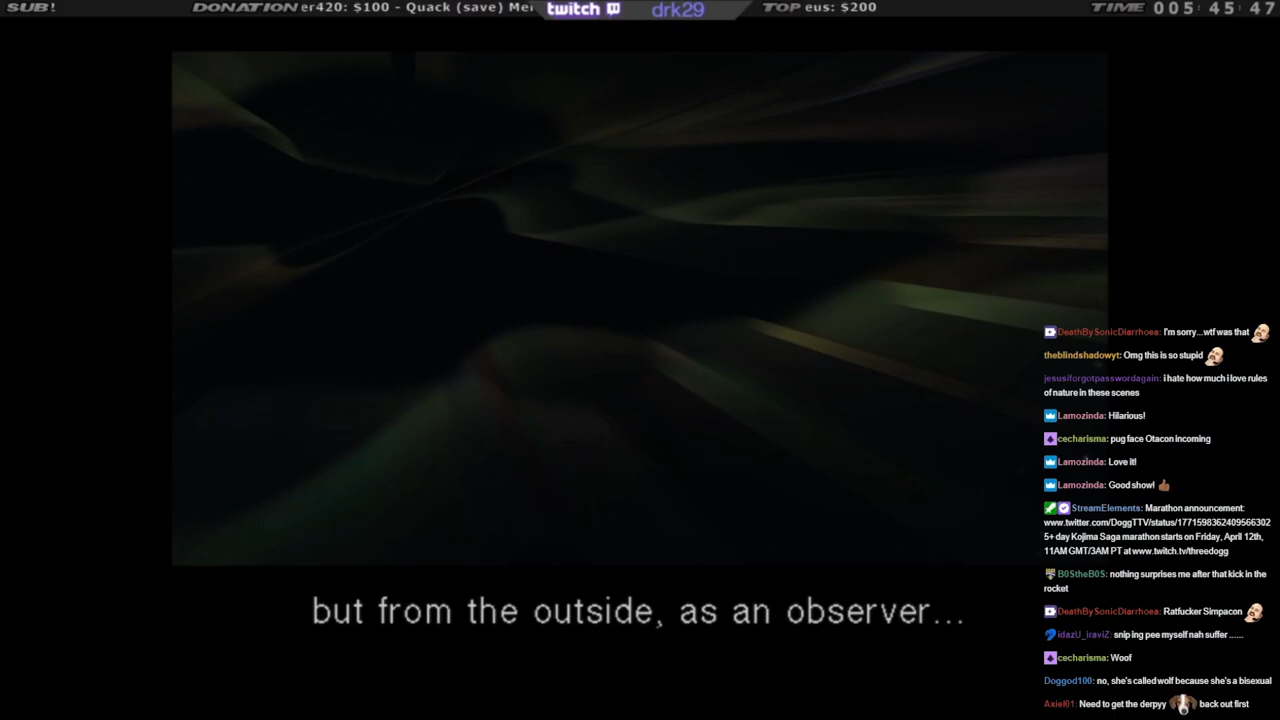 SUB! DONATION er420: $100 - Quack (save) Mei twitch drk29 TOP eus: $200 TIME 005:45:47
DeathBySonicDiarrhoea: I'm sorry...wtf was that
theblindshadowyt: Omg this is so stupid
jesusiforgotpasswordagain: i hate how much i love rules
of nature in these scenes
Lamozinda: Hilarious!
cecharisma: pug face Otacon incoming
Lamozinda: Love it!
Lamozinda: Good show!
StreamElements: Marathon announcement:
www.twitter.com/DoggTTV/status/1771598362409566302
5+ day Kojima Saga marathon starts on Friday, April 12th,
11AM GMT/3AM PT at www.twitch.tv/threedogg
B0StheB0S: nothing surprises me after that kick in the
rocket
DeathBySonicDiarrhoea: Ratfucker Simpacon
idazU_iraviZ: snip ing pee myself nah suffer ......
cecharisma: Woof
Doggod100: no, she's called wolf because she's a bisexual
Axiel01: Need to get the derpyy back out first
but from the outside, as an observer...